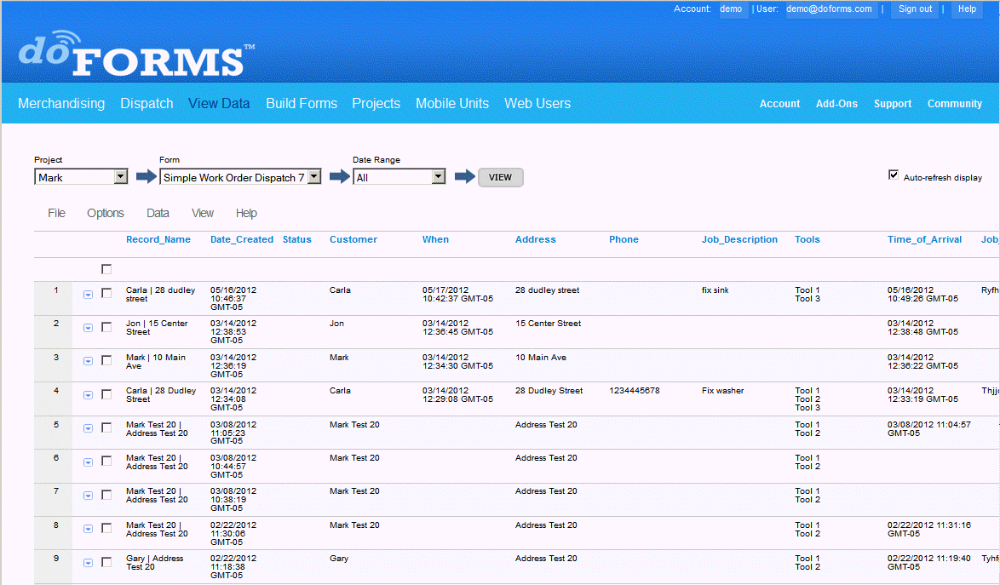 Account: demo | User: demo@doforms.com | Sign out | Help
doFORMS™
Merchandising Dispatch View Data Build Forms Projects Mobile Units Web Users Account Add-Ons Support Community
Project Form Date Range
Mark Simple Work Order Dispatch 7 All VIEW Auto-refresh display
File Options Data View Help
Record_Name Date_Created Status Customer When Address Phone Job_Description Tools Time_of_Arrival Job_
1 Carla | 28 dudley 05/16/2012 Carla 05/17/2012 28 dudley street fix sink Tool 1 05/16/2012 Ryfh
street 10:46:37 10:42:37 GMT-05 Tool 3 10:49:26 GMT-05
GMT-05
2 Jon | 15 Center 03/14/2012 Jon 03/14/2012 15 Center Street 03/14/2012
Street 12:38:53 12:36:45 GMT-05 12:38:48 GMT-05
GMT-05
3 Mark | 10 Main 03/14/2012 Mark 03/14/2012 10 Main Ave 03/14/2012
Ave 12:36:19 12:34:30 GMT-05 12:36:22 GMT-05
GMT-05
4 Carla | 28 Dudley 03/14/2012 Carla 03/14/2012 28 Dudley Street 1234445678 Fix washer Tool 1 03/14/2012 Thjj
Street 12:34:08 12:29:08 GMT-05 Tool 2 12:33:19 GMT-05
GMT-05 Tool 3
5 Mark Test 20 | 03/08/2012 Mark Test 20 Address Test 20 Tool 1 03/08/2012 11:04:57
Address Test 20 11:05:23 Tool 2 GMT-05
GMT-05
6 Mark Test 20 | 03/08/2012 Mark Test 20 Address Test 20 Tool 1
Address Test 20 10:44:57 Tool 2
GMT-05
7 Mark Test 20 | 03/08/2012 Mark Test 20 Address Test 20 Tool 1
Address Test 20 10:38:19 Tool 2
GMT-05
8 Mark Test 20 | 02/22/2012 Mark Test 20 Address Test 20 Tool 1 02/22/2012 11:31:16
Address Test 20 11:30:06 Tool 2 GMT-05
GMT-05
9 Gary | Address 02/22/2012 Gary Address Test 20 Tool 1 02/22/2012 11:19:40 Tyhf
Test 20 11:18:38 Tool 2 GMT-05
GMT-05